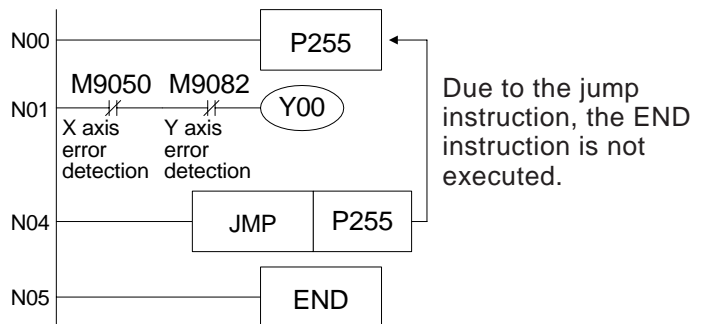 N00 P255
M9050 M9082
N01 Y00
X axis
error
detection
Y axis
error
detection
Due to the jump
instruction, the END
instruction is not
executed.
N04 JMP P255
N05 END